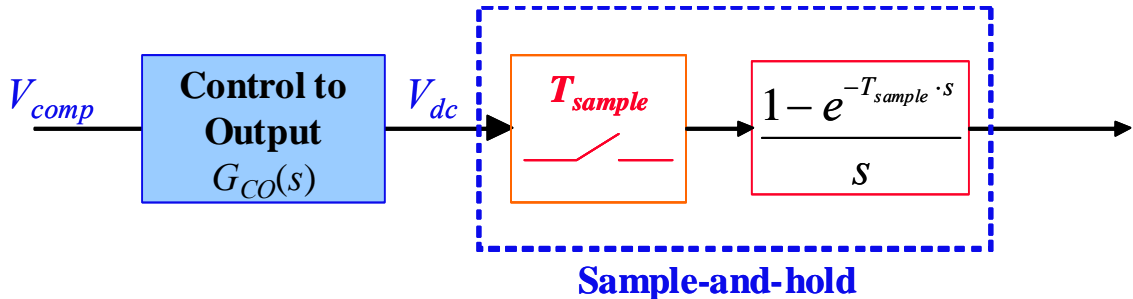 V_comp
Control to
Output
G_CO(s)
V_dc
T_sample
1 − e^{−T_sample · s}
s
Sample-and-hold